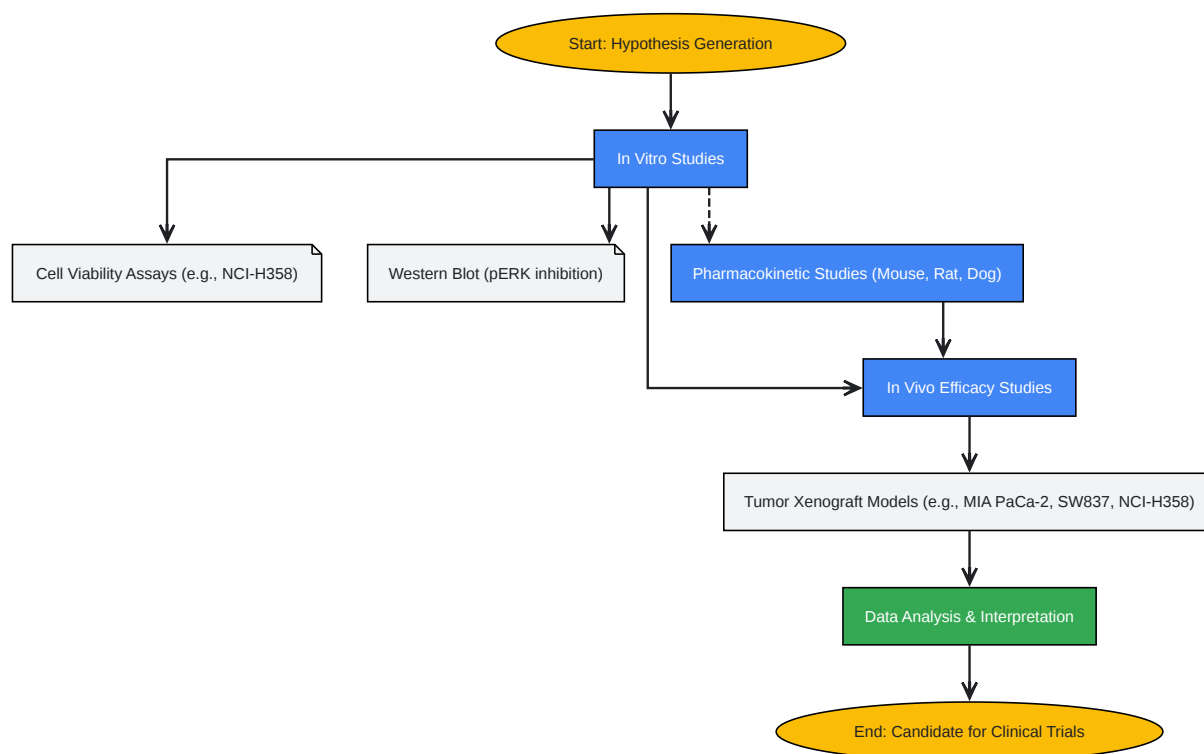 Start: Hypothesis Generation
In Vitro Studies
Cell Viability Assays (e.g., NCI-H358)
Western Blot (pERK inhibition)
Pharmacokinetic Studies (Mouse, Rat, Dog)
In Vivo Efficacy Studies
Tumor Xenograft Models (e.g., MIA PaCa-2, SW837, NCI-H358)
Data Analysis & Interpretation
End: Candidate for Clinical Trials